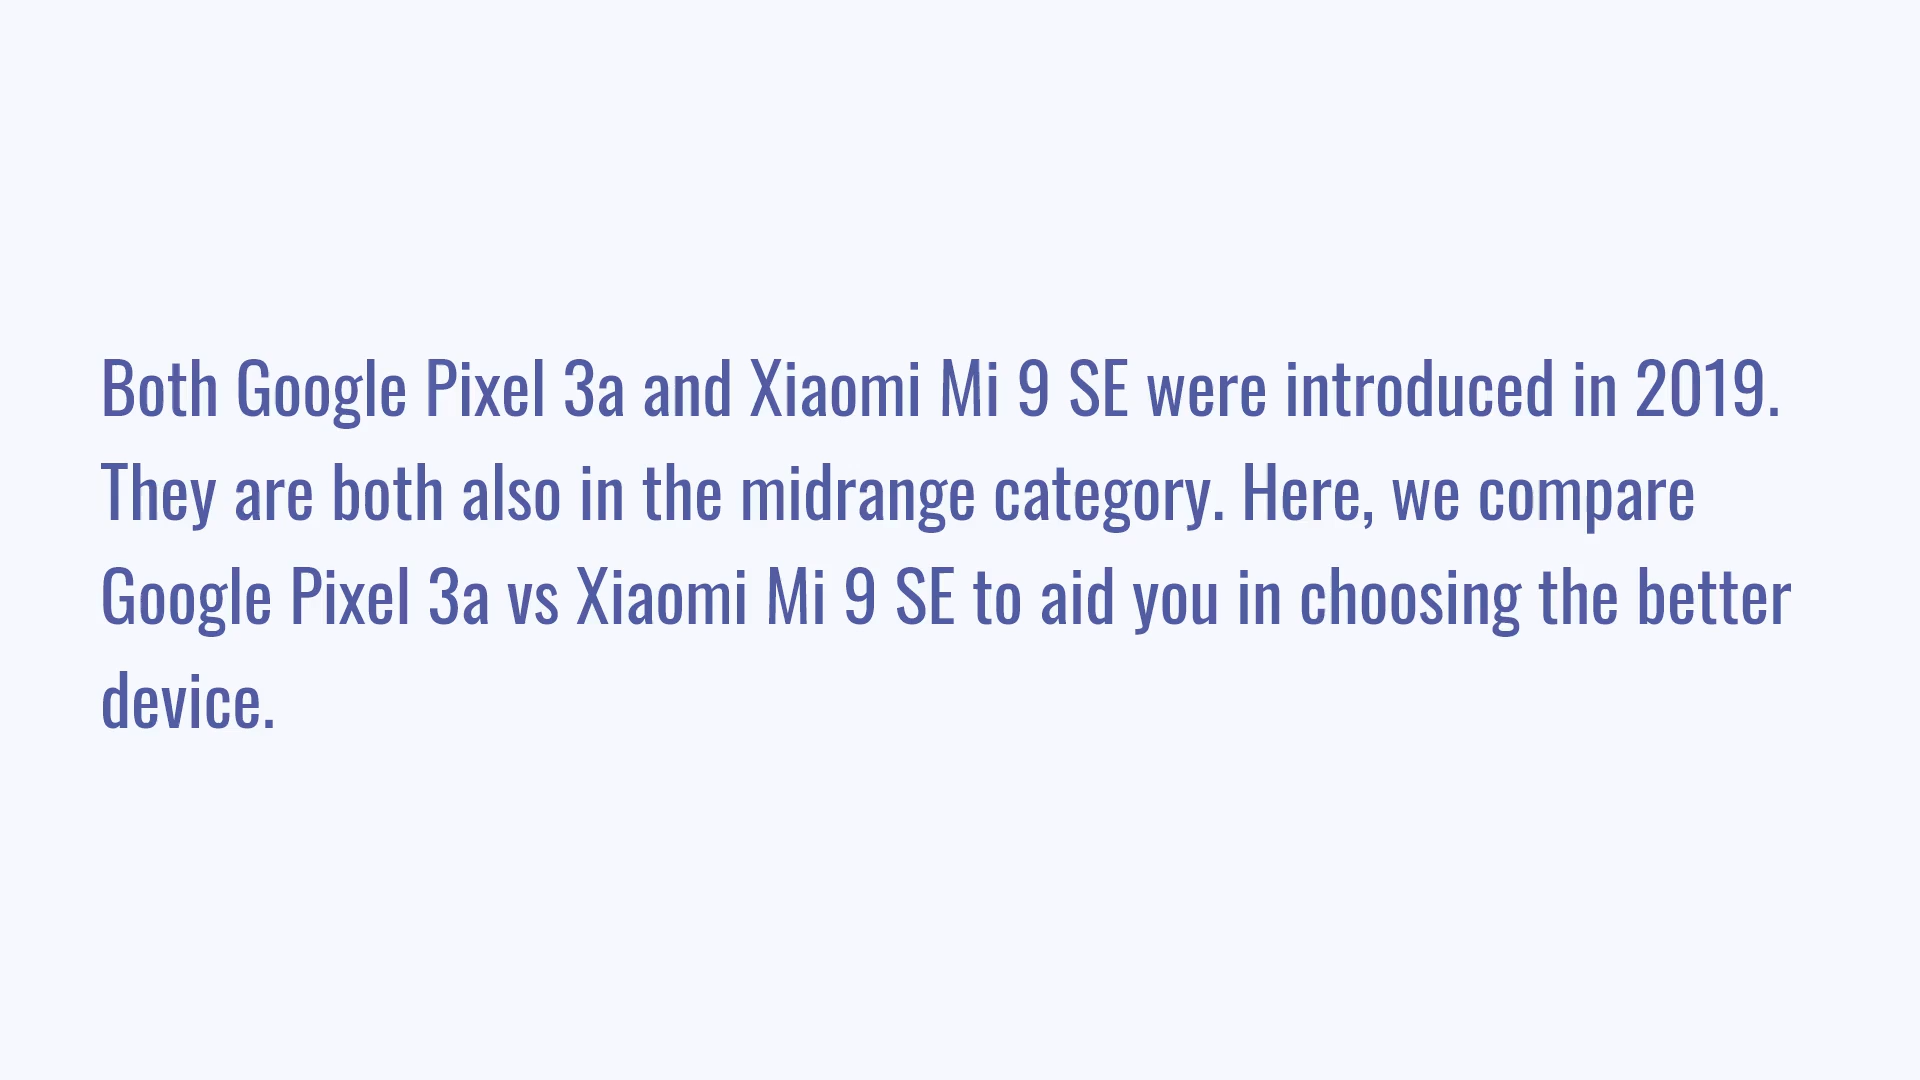 Both Google Pixel 3a and Xiaomi Mi 9 SE were introduced in 2019.
They are both also in the midrange category. Here, we compare
Google Pixel 3a vs Xiaomi Mi 9 SE to aid you in choosing the better
device.